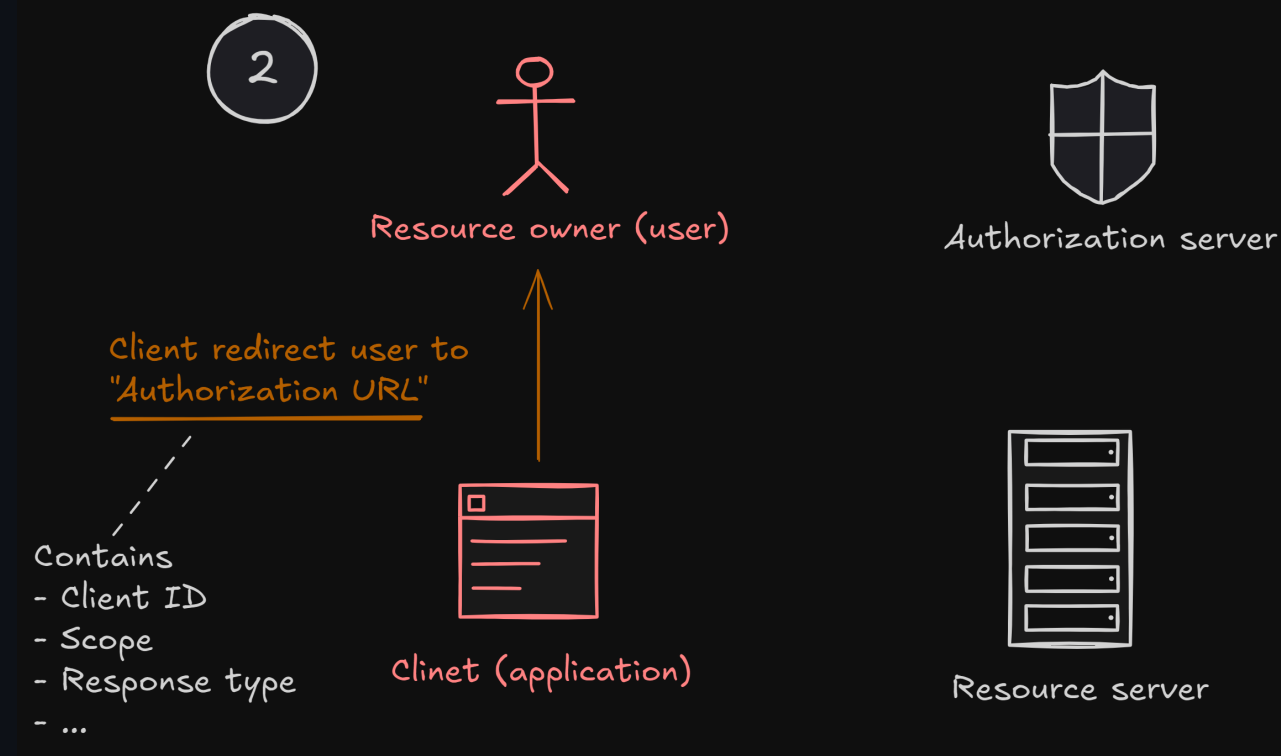 2
Resource owner (user)
Authorization server
Client redirect user to
"Authorization URL"
Contains
- Client ID
- Scope
- Response type
- ...
Clinet (application)
Resource server